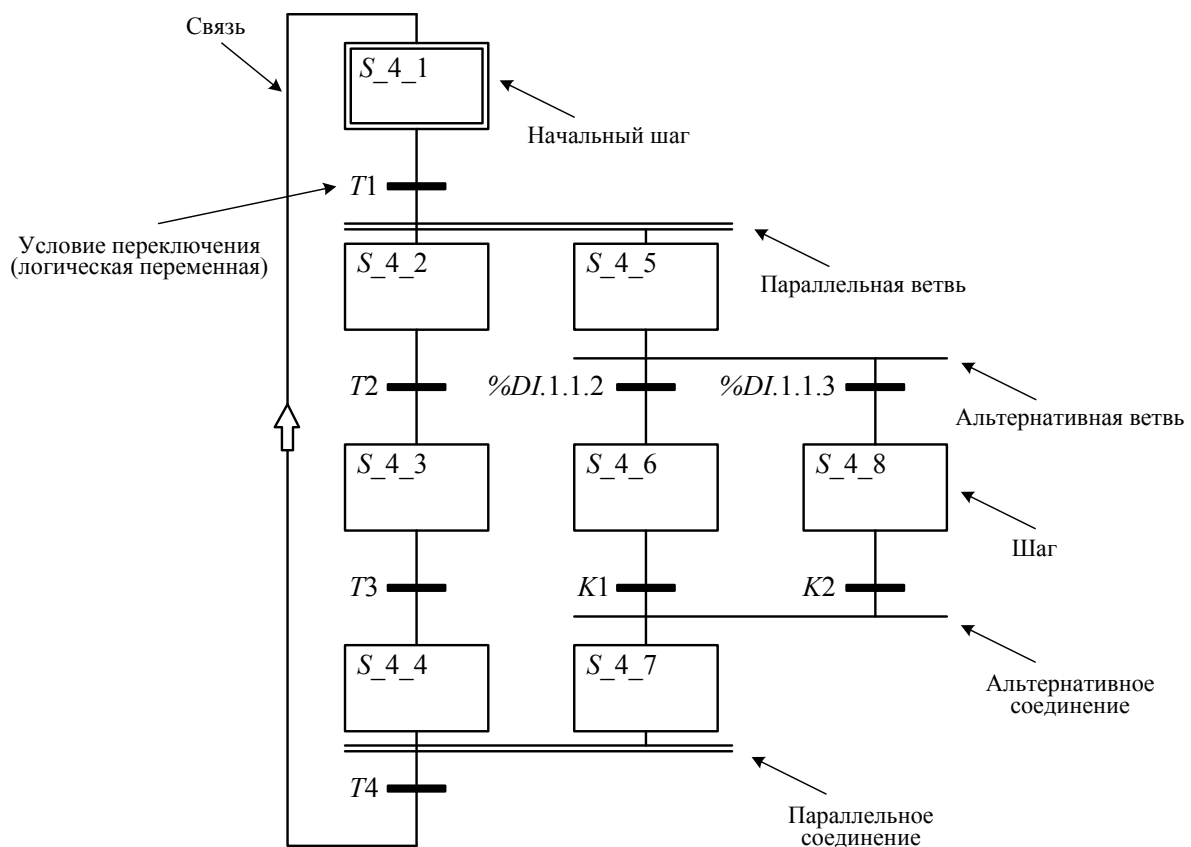 Связь
S_4_1
Начальный шаг
T1
Условие переключения
(логическая переменная)
S_4_2
S_4_5
Параллельная ветвь
T2
%DI.1.1.2
%DI.1.1.3
Альтернативная ветвь
S_4_3
S_4_6
S_4_8
Шаг
T3
K1
K2
S_4_4
S_4_7
Альтернативное
соединение
T4
Параллельное
соединение